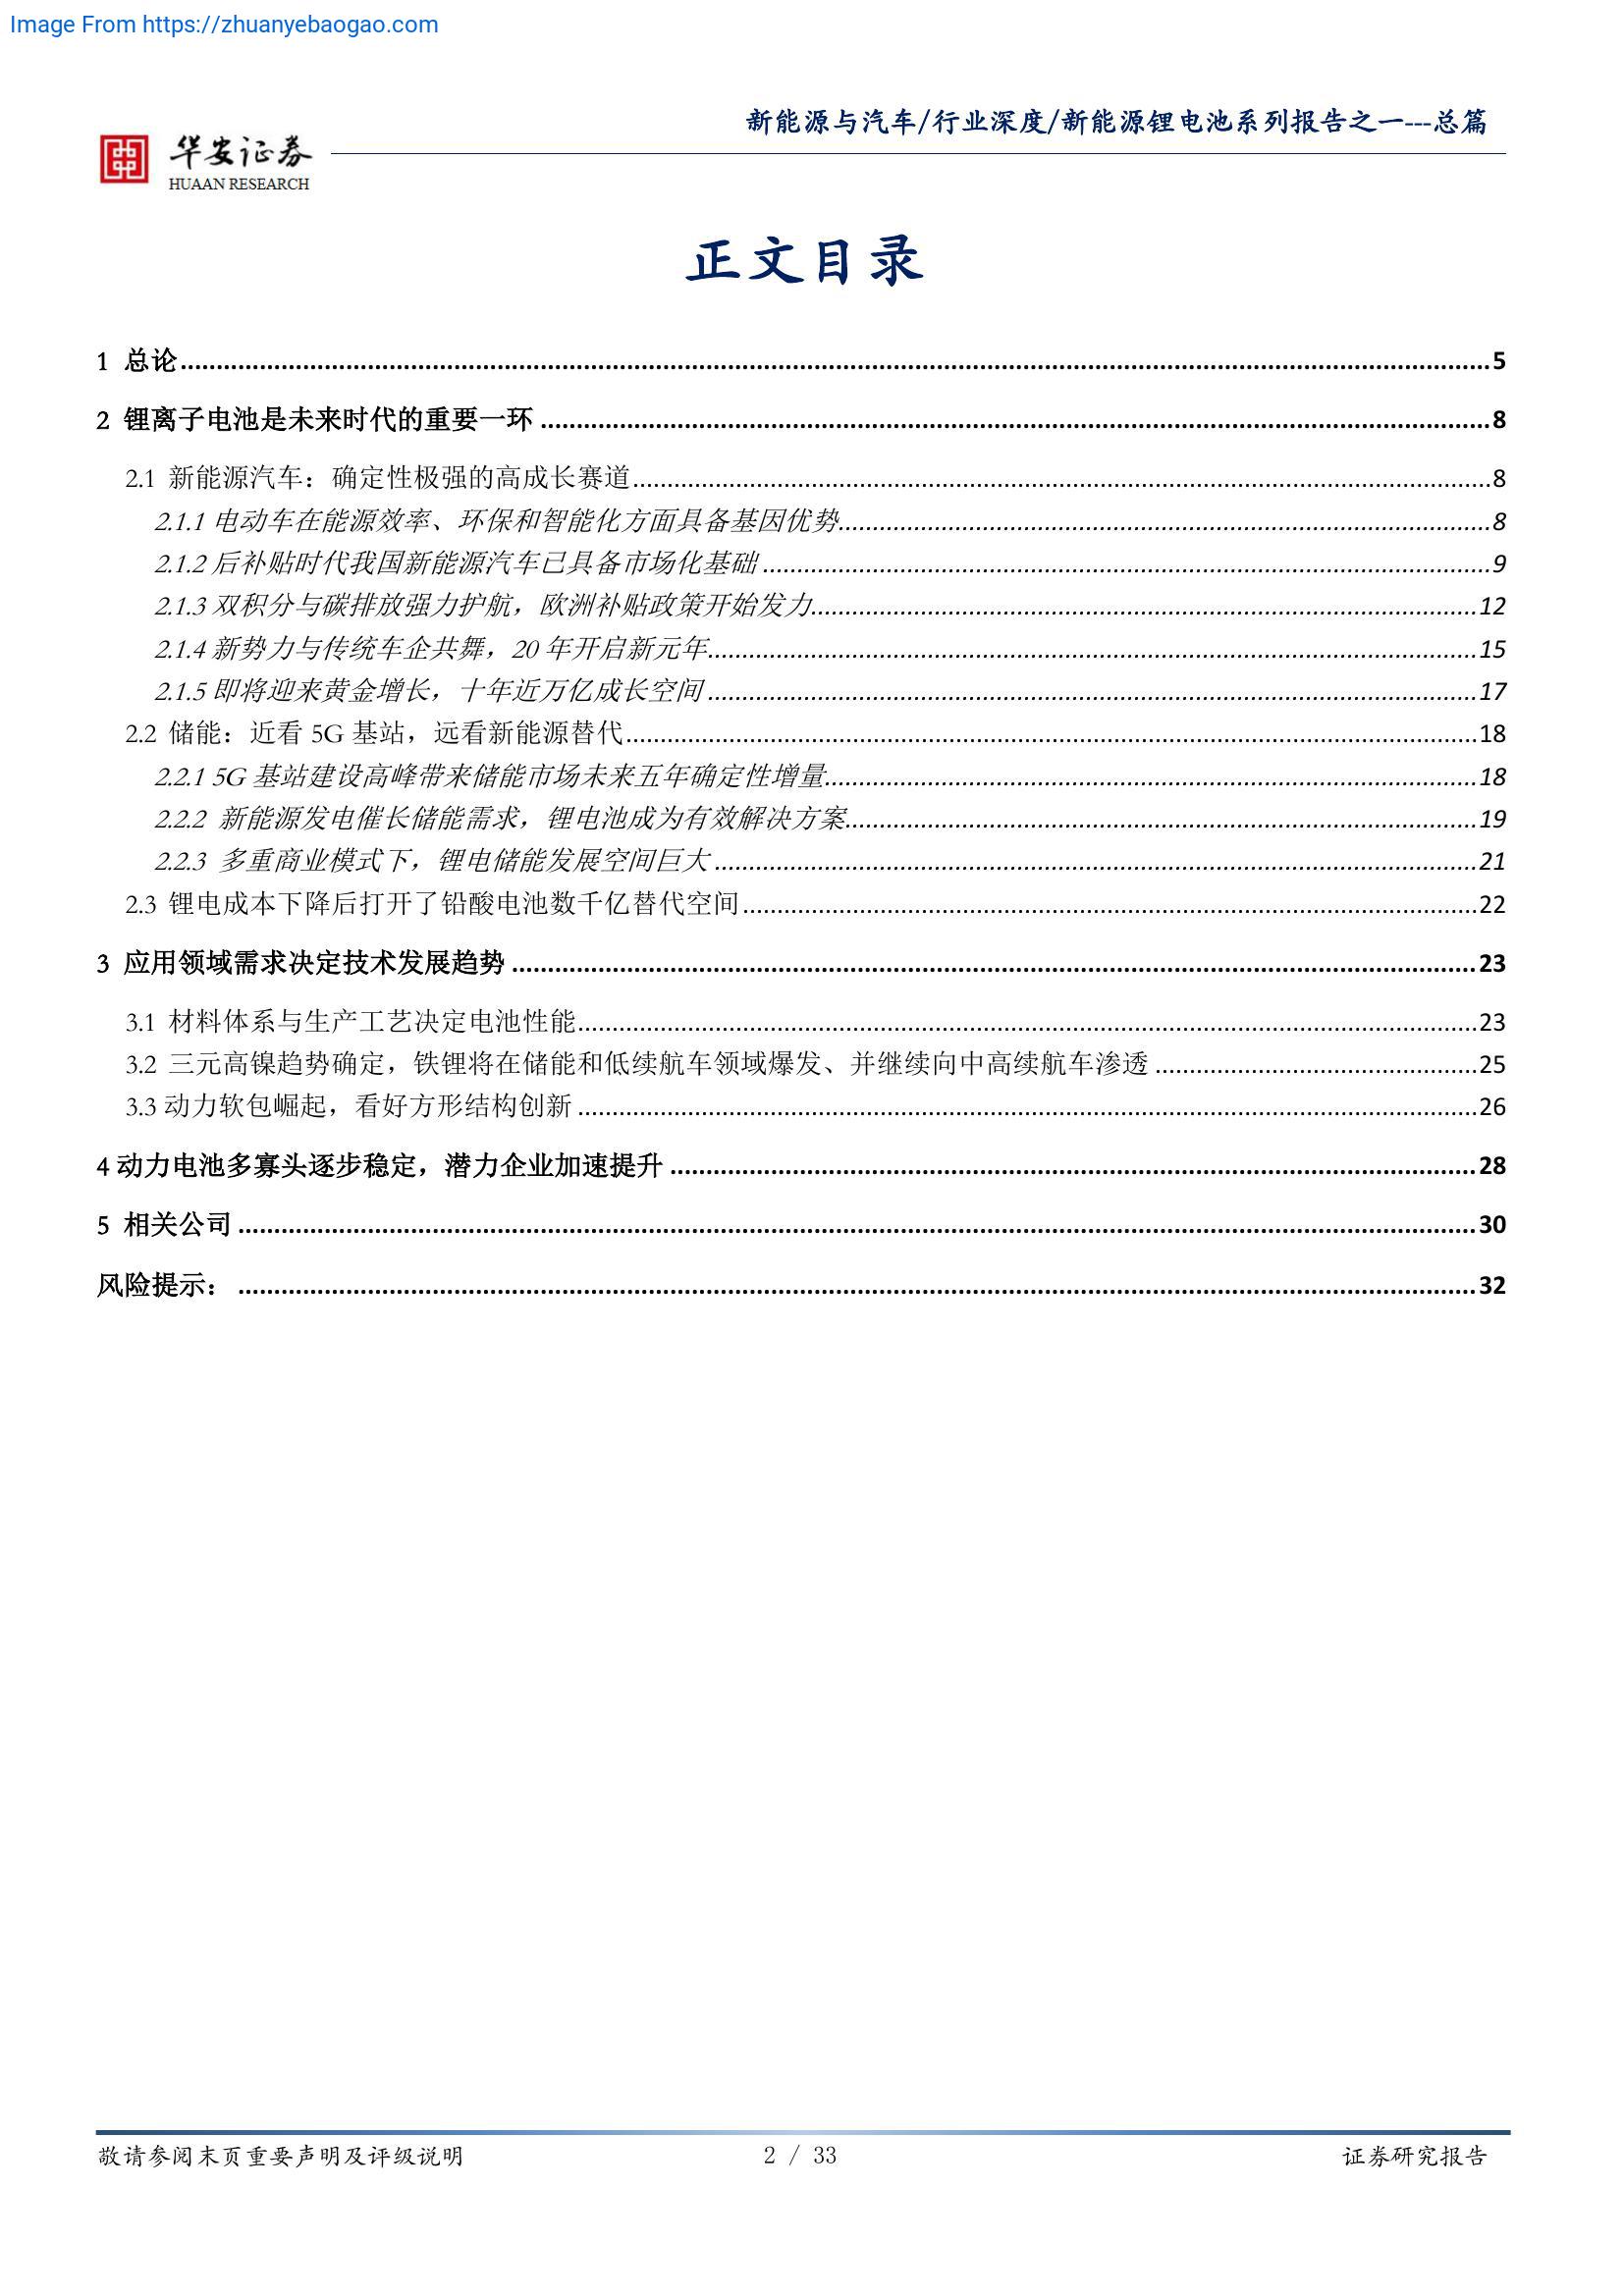 Image From https://zhuanyebaogao.com
新能源与汽车/行业深度/新能源锂电池系列报告之一---总篇
华安证券
HUAAN RESEARCH
正文目录
1 总论........................................5
2 锂离子电池是未来时代的重要一环........................................8
2.1 新能源汽车：确定性极强的高成长赛道........................................8
2.1.1 电动车在能源效率、环保和智能化方面具备基因优势........................................8
2.1.2 后补贴时代我国新能源汽车已具备市场化基础........................................9
2.1.3 双积分与碳排放强力护航，欧洲补贴政策开始发力........................................12
2.1.4 新势力与传统车企共舞，20 年开启新元年........................................15
2.1.5 即将迎来黄金增长，十年近万亿成长空间........................................17
2.2 储能：近看 5G 基站，远看新能源替代........................................18
2.2.1 5G 基站建设高峰带来储能市场未来五年确定性增量........................................18
2.2.2 新能源发电催长储能需求，锂电池成为有效解决方案........................................19
2.2.3 多重商业模式下，锂电储能发展空间巨大........................................21
2.3 锂电成本下降后打开了铅酸电池数千亿替代空间........................................22
3 应用领域需求决定技术发展趋势........................................23
3.1 材料体系与生产工艺决定电池性能........................................23
3.2 三元高镍趋势确定，铁锂将在储能和低续航车领域爆发、并继续向中高续航车渗透........................................25
3.3 动力软包崛起，看好方形结构创新........................................26
4 动力电池多寡头逐步稳定，潜力企业加速提升........................................28
5 相关公司........................................30
风险提示：........................................32
敬请参阅末页重要声明及评级说明
2 / 33
证券研究报告